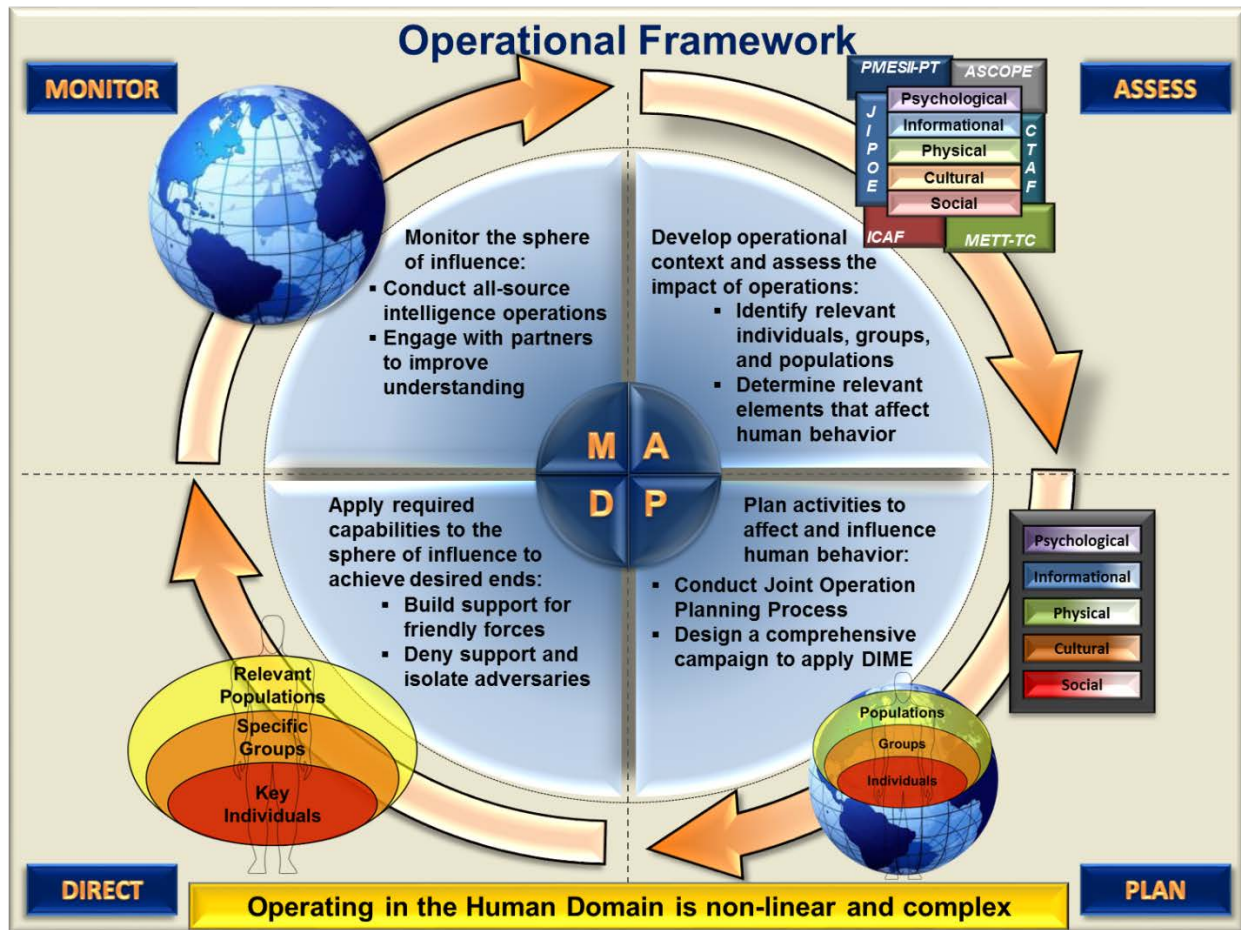 Operational Framework
MONITOR
ASSESS
PMESII-PT
ASCOPE
JIPOE
CTAF
Psychological
Informational
Physical
Cultural
Social
ICAF
METT-TC
Monitor the sphere
of influence:
▪ Conduct all-source
intelligence operations
▪ Engage with partners
to improve
understanding
Develop operational
context and assess the
impact of operations:
▪ Identify relevant
individuals, groups,
and populations
▪ Determine relevant
elements that affect
human behavior
M
A
D
P
Apply required
capabilities to the
sphere of influence to
achieve desired ends:
▪ Build support for
friendly forces
▪ Deny support and
isolate adversaries
Plan activities to
affect and influence
human behavior:
▪ Conduct Joint Operation
Planning Process
▪ Design a comprehensive
campaign to apply DIME
Psychological
Informational
Physical
Cultural
Social
Relevant
Populations
Specific
Groups
Key
Individuals
Populations
Groups
Individuals
DIRECT
PLAN
Operating in the Human Domain is non-linear and complex